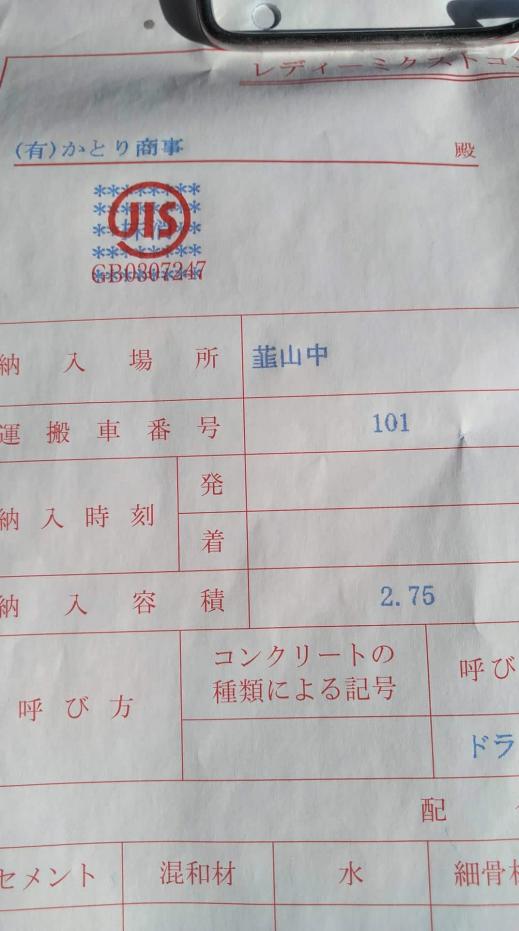 レディーミクストコン
(有)かとり商事 殿
********
********
JIS
********
********
GB0307247
納入場所 韮山中
運搬車番号 101
納入時刻 発
着
納入容積 2.75
呼び方 コンクリートの
種類による記号 呼び
ドラ
配
セメント 混和材 水 細骨材